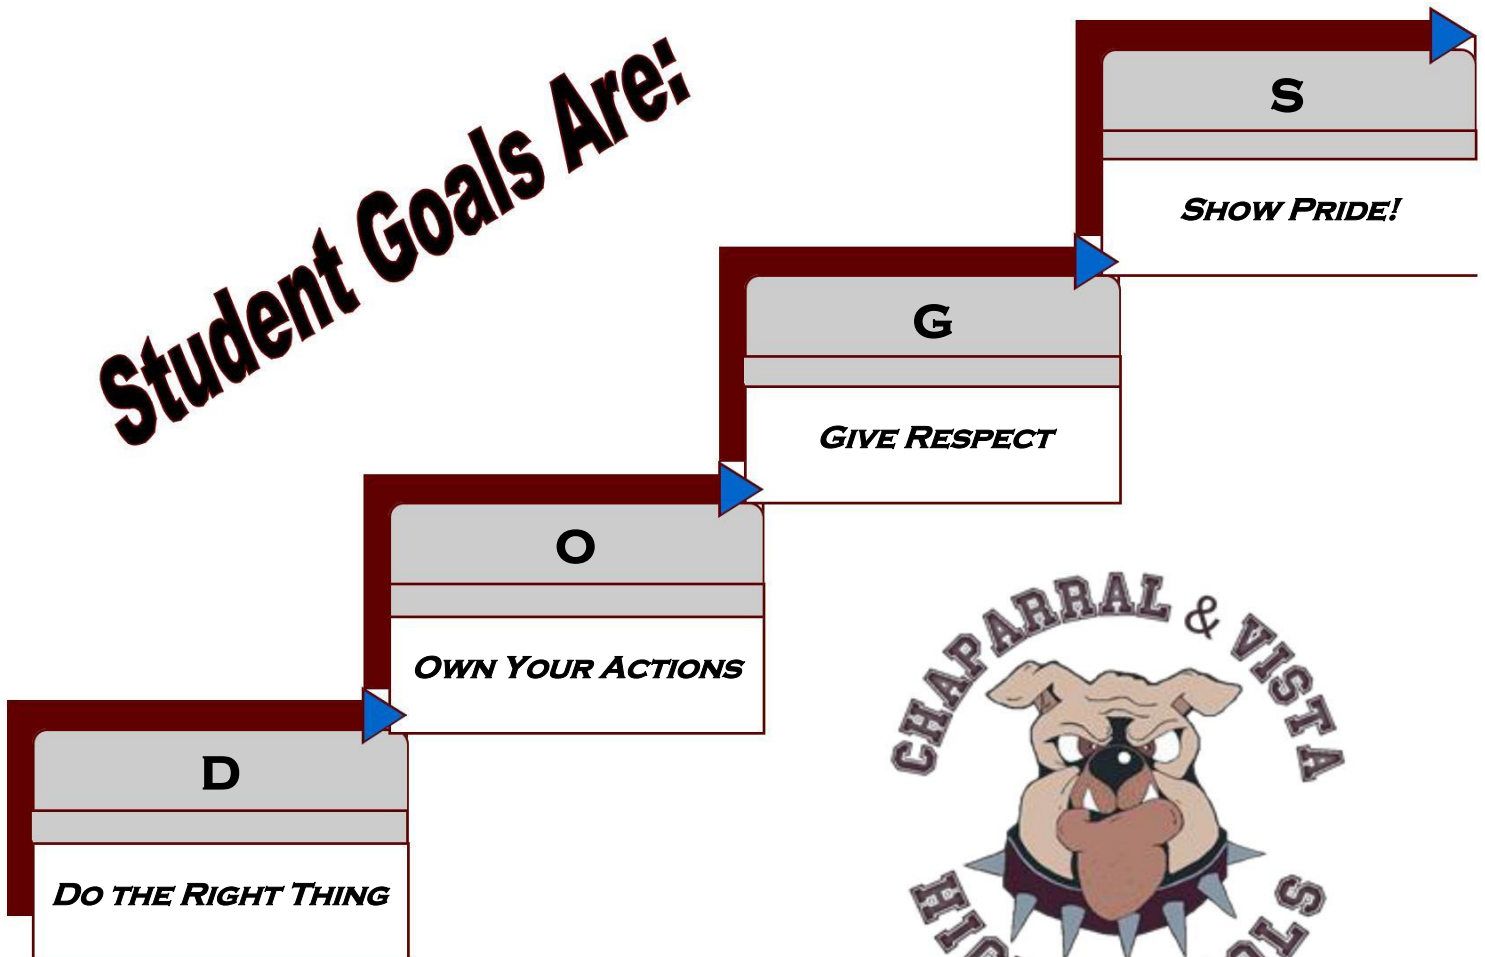 Student Goals Are:
S
SHOW PRIDE!
G
GIVE RESPECT
O
OWN YOUR ACTIONS
D
DO THE RIGHT THING
CHAPARRAL & VISTA